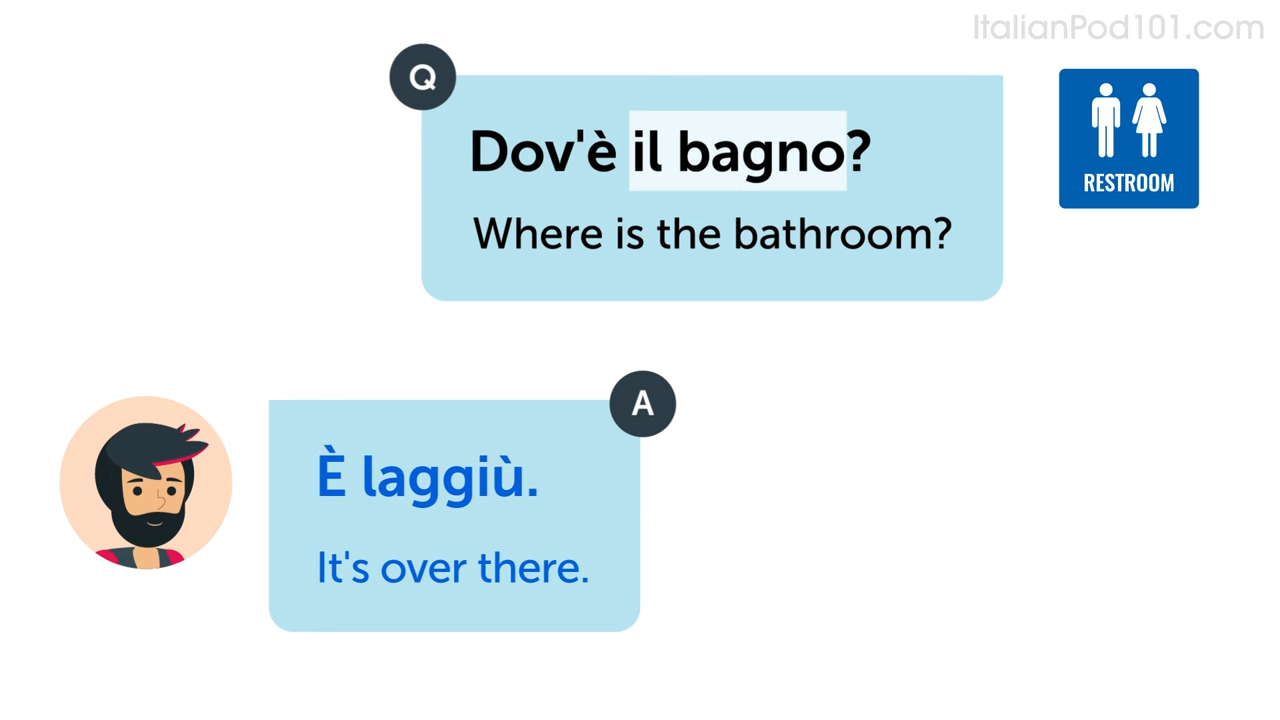 ItalianPod101.com
Q
Dov'è il bagno?
Where is the bathroom?
RESTROOM
A
È laggiù.
It's over there.